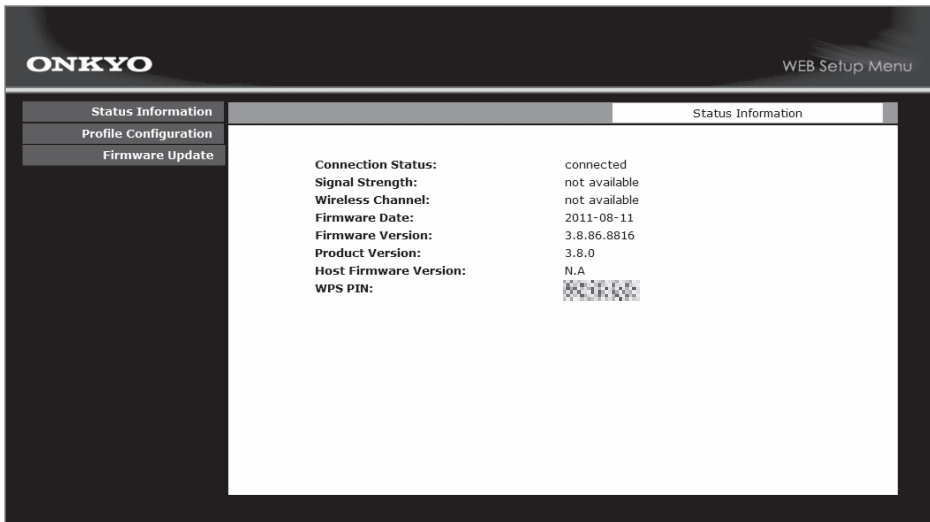 ONKYO
WEB Setup Menu
Status Information
Profile Configuration
Firmware Update
Status Information
Connection Status: connected
Signal Strength: not available
Wireless Channel: not available
Firmware Date: 2011-08-11
Firmware Version: 3.8.86.8816
Product Version: 3.8.0
Host Firmware Version: N.A
WPS PIN: